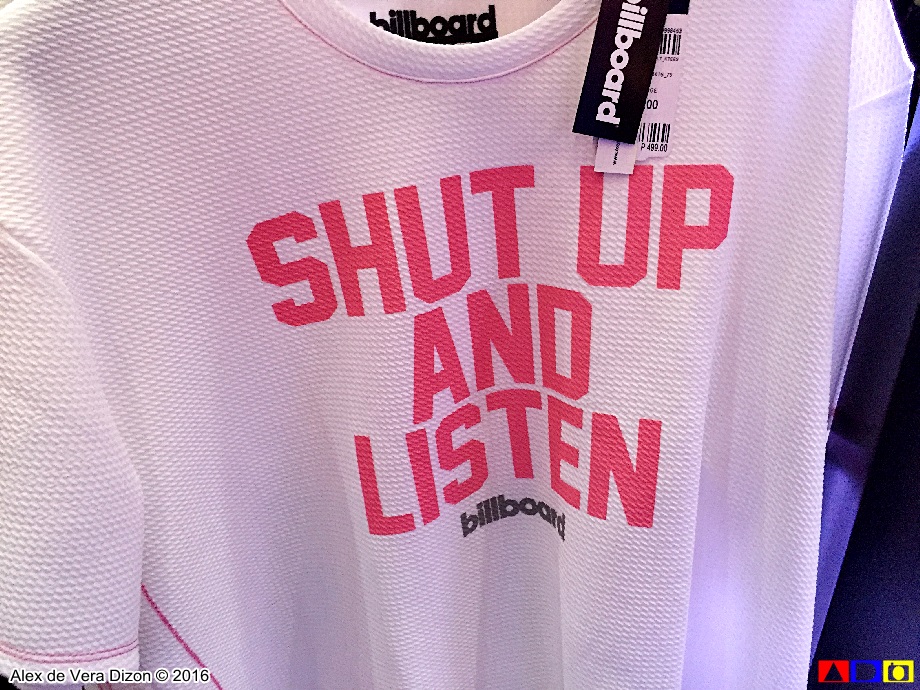 billboard
billboard
P 499.00
SHUT UP
AND
LISTEN
billboard
Alex de Vera Dizon © 2016